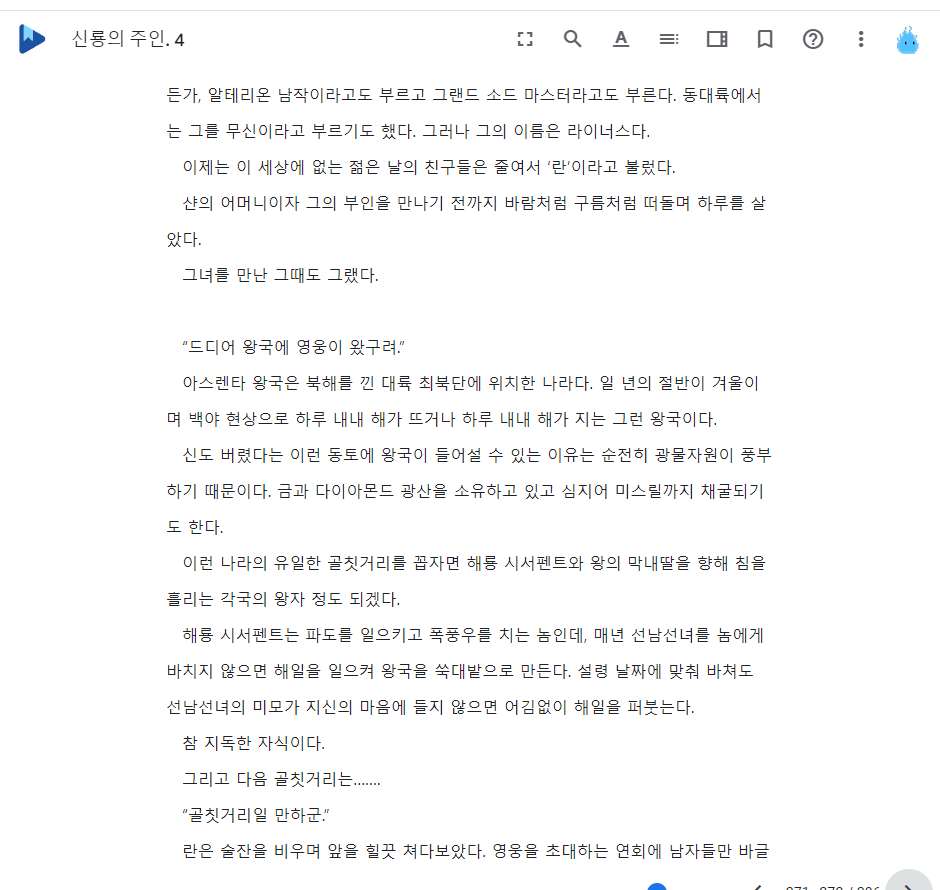 신룡의 주인. 4
든가, 알테리온 남작이라고도 부르고 그랜드 소드 마스터라고도 부른다. 동대륙에서
는 그를 무신이라고 부르기도 했다. 그러나 그의 이름은 라이너스다.
이제는 이 세상에 없는 젊은 날의 친구들은 줄여서 ‘란’이라고 불렀다.
샨의 어머니이자 그의 부인을 만나기 전까지 바람처럼 구름처럼 떠돌며 하루를 살
았다.
그녀를 만난 그때도 그랬다.
“드디어 왕국에 영웅이 왔구려.”
아스렌타 왕국은 북해를 낀 대륙 최북단에 위치한 나라다. 일 년의 절반이 겨울이
며 백야 현상으로 하루 내내 해가 뜨거나 하루 내내 해가 지는 그런 왕국이다.
신도 버렸다는 이런 동토에 왕국이 들어설 수 있는 이유는 순전히 광물자원이 풍부
하기 때문이다. 금과 다이아몬드 광산을 소유하고 있고 심지어 미스릴까지 채굴되기
도 한다.
이런 나라의 유일한 골칫거리를 꼽자면 해룡 시서펜트와 왕의 막내딸을 향해 침을
흘리는 각국의 왕자 정도 되겠다.
해룡 시서펜트는 파도를 일으키고 폭풍우를 치는 놈인데, 매년 선남선녀를 놈에게
바치지 않으면 해일을 일으켜 왕국을 쑥대밭으로 만든다. 설령 날짜에 맞춰 바쳐도
선남선녀의 미모가 지신의 마음에 들지 않으면 어김없이 해일을 퍼붓는다.
참 지독한 자식이다.
그리고 다음 골칫거리는…….
“골칫거리일 만하군.”
란은 술잔을 비우며 앞을 힐끗 쳐다보았다. 영웅을 초대하는 연회에 남자들만 바글